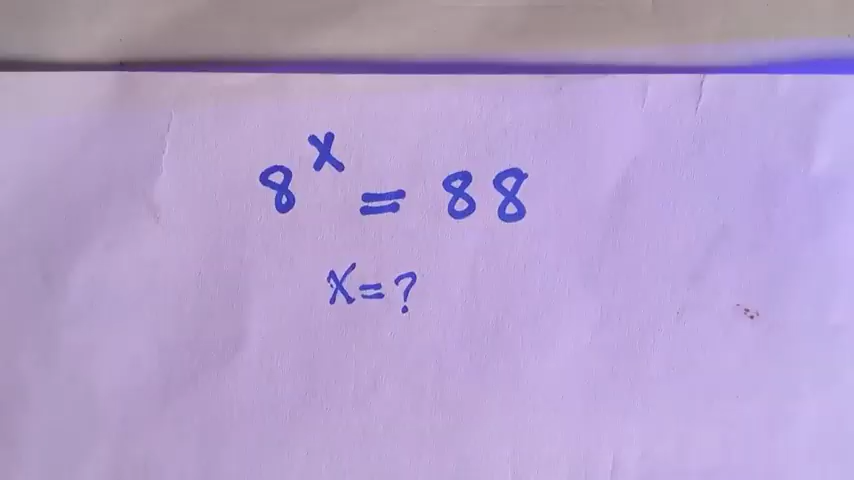 8^x = 88
x = ?